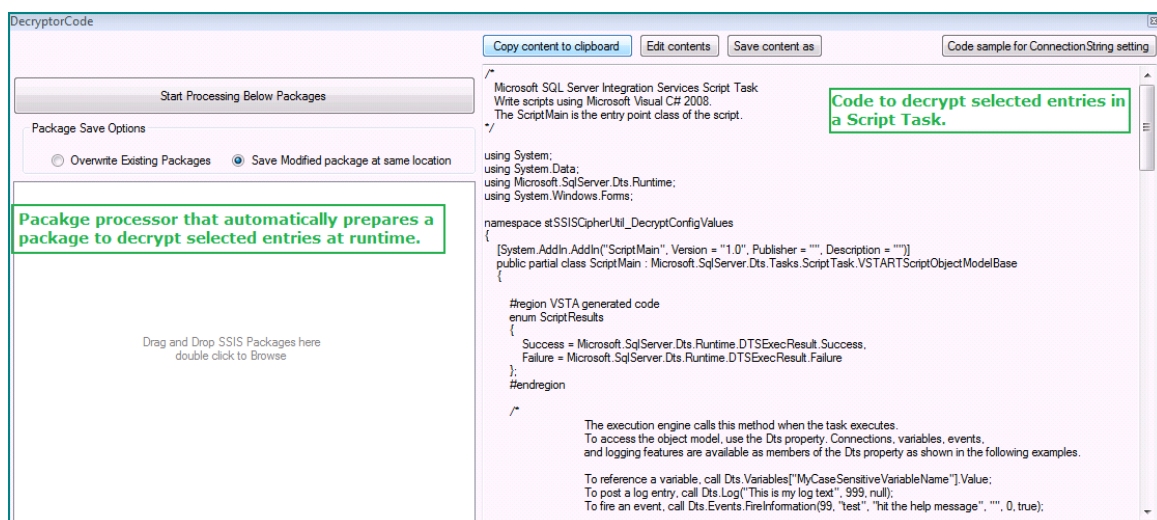 DecryptorCode
Copy content to clipboard
Edit contents
Save content as
Code sample for ConnectionString setting
Start Processing Below Packages
Package Save Options
Overwrite Existing Packages
Save Modified package at same location
Pacakge processor that automatically prepares a
package to decrypt selected entries at runtime.
Drag and Drop SSIS Packages here
double click to Browse
/*
Microsoft SQL Server Integration Services Script Task
Write scripts using Microsoft Visual C# 2008.
The ScriptMain is the entry point class of the script.
*/
Code to decrypt selected entries in
a Script Task.
using System;
using System.Data;
using Microsoft.SqlServer.Dts.Runtime;
using System.Windows.Forms;
namespace stSSISCipherUtil_DecryptConfigValues
{
[System.AddIn.AddIn("ScriptMain", Version = "1.0", Publisher = "", Description = "")]
public partial class ScriptMain : Microsoft.SqlServer.Dts.Tasks.ScriptTask.VSTARTScriptObjectModelBase
{
#region VSTA generated code
enum ScriptResults
{
Success = Microsoft.SqlServer.Dts.Runtime.DTSExecResult.Success,
Failure = Microsoft.SqlServer.Dts.Runtime.DTSExecResult.Failure
};
#endregion
/*
The execution engine calls this method when the task executes.
To access the object model, use the Dts property. Connections, variables, events,
and logging features are available as members of the Dts property as shown in the following examples.
To reference a variable, call Dts.Variables["MyCaseSensitiveVariableName"].Value;
To post a log entry, call Dts.Log("This is my log text", 999, null);
To fire an event, call Dts.Events.FireInformation(99, "test", "hit the help message", "", 0, true);